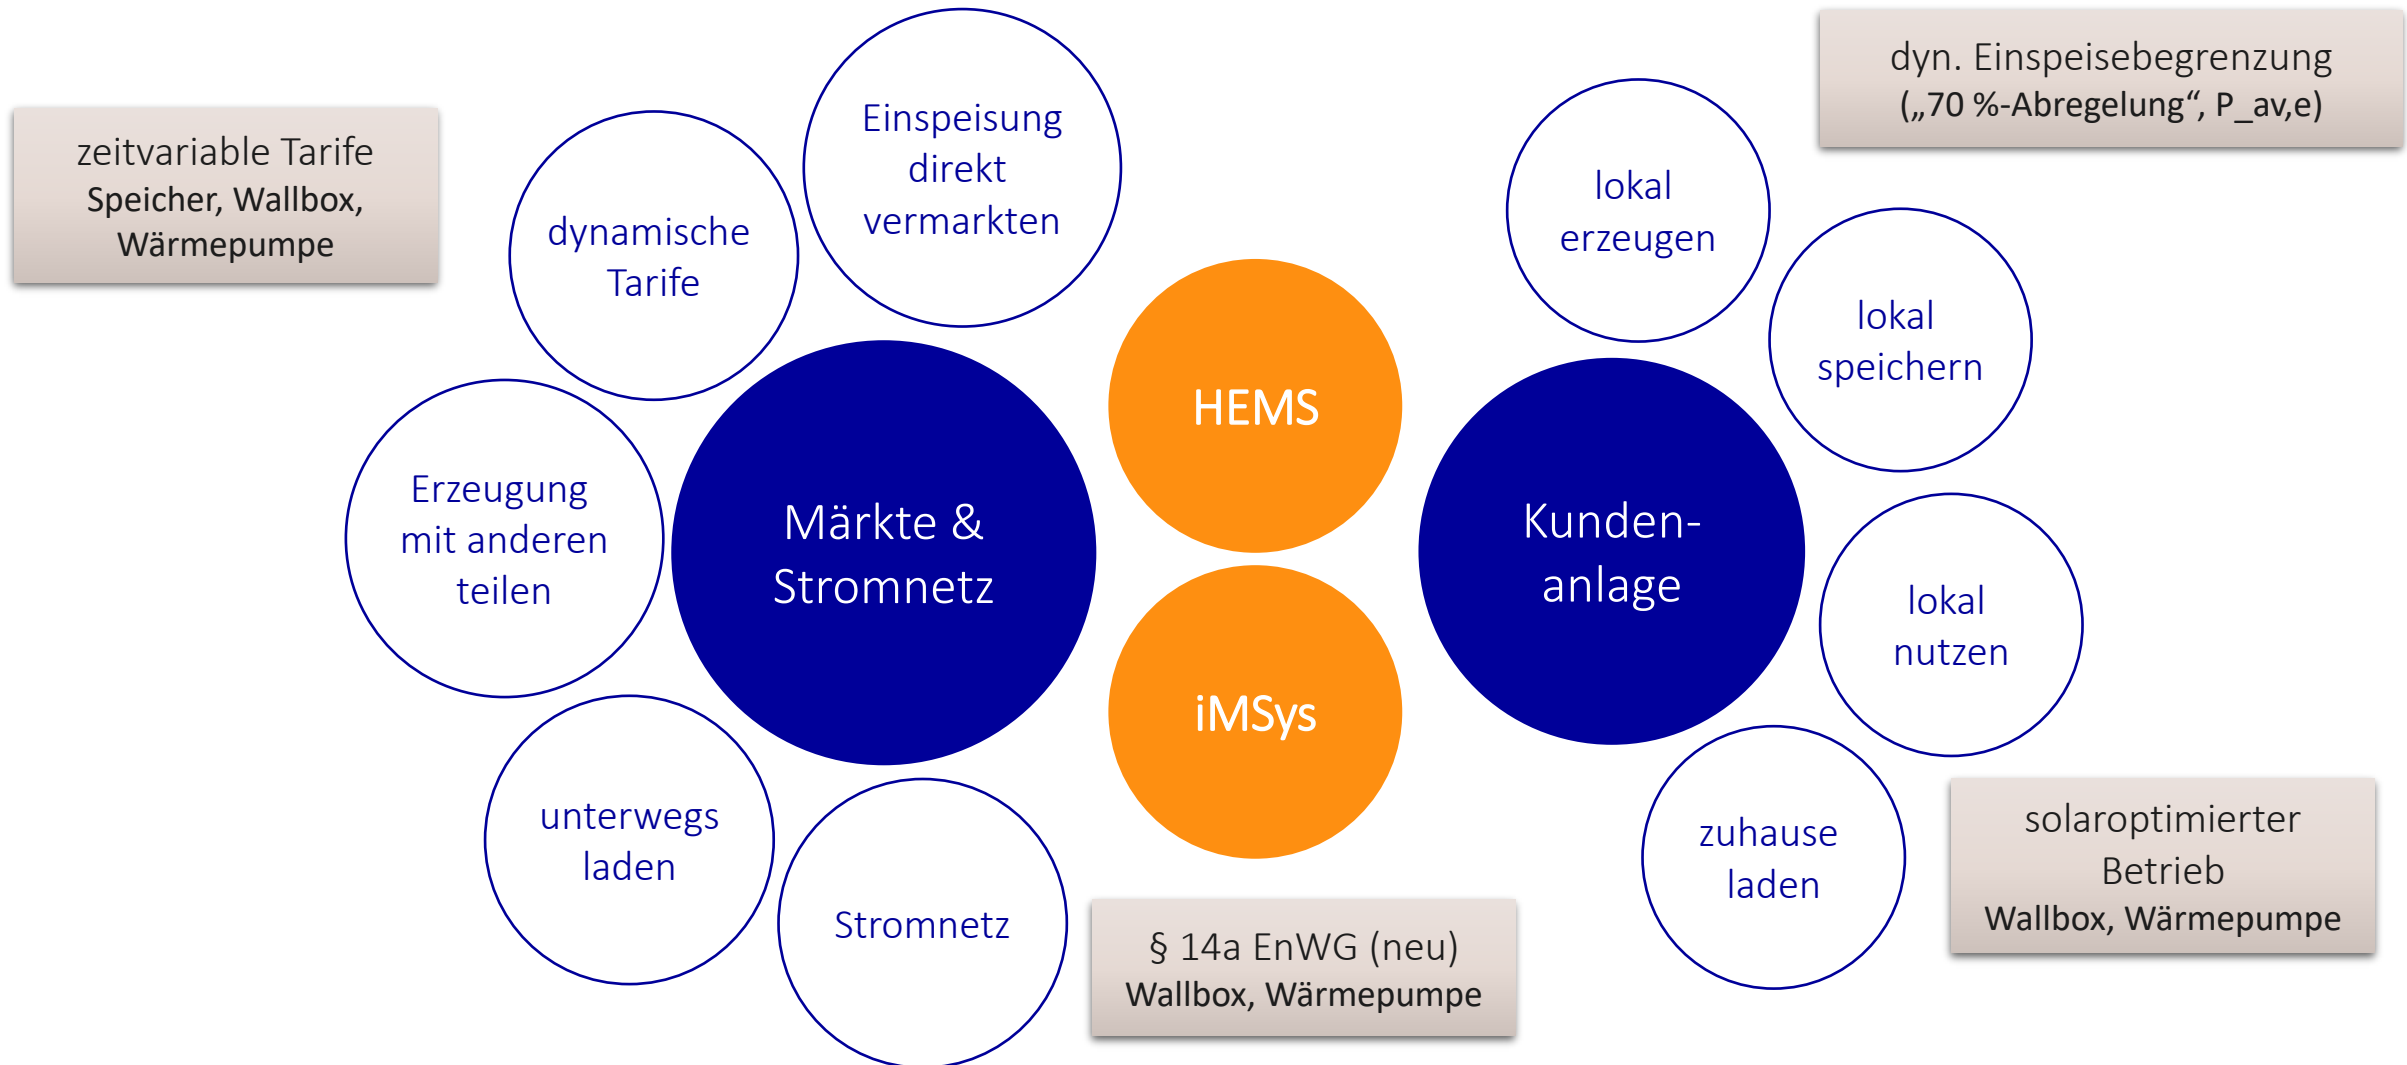 zeitvariable Tarife
Speicher, Wallbox,
Wärmepumpe
dynamische
Tarife
Einspeisung
direkt
vermarkten
Erzeugung
mit anderen
teilen
Märkte &
Stromnetz
unterwegs
laden
Stromnetz
HEMS
iMSys
§ 14a EnWG (neu)
Wallbox, Wärmepumpe
dyn. Einspeisebegrenzung
(„70 %-Abregelung“, P_av,e)
lokal
erzeugen
lokal
speichern
Kunden-
anlage
lokal
nutzen
zuhause
laden
solaroptimierter
Betrieb
Wallbox, Wärmepumpe